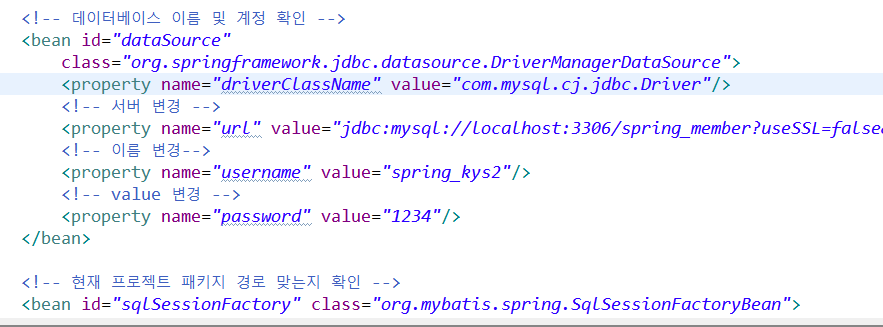 <!-- 데이터베이스 이름 및 계정 확인 -->
<bean id="dataSource"
class="org.springframework.jdbc.datasource.DriverManagerDataSource">
<property name="driverClassName" value="com.mysql.cj.jdbc.Driver"/>
<!-- 서버 변경 -->
<property name="url" value="jdbc:mysql://localhost:3306/spring_member?useSSL=false
<!-- 이름 변경-->
<property name="username" value="spring_kys2"/>
<!-- value 변경 -->
<property name="password" value="1234"/>
</bean>
<!-- 현재 프로젝트 패키지 경로 맞는지 확인 -->
<bean id="sqlSessionFactory" class="org.mybatis.spring.SqlSessionFactoryBean">